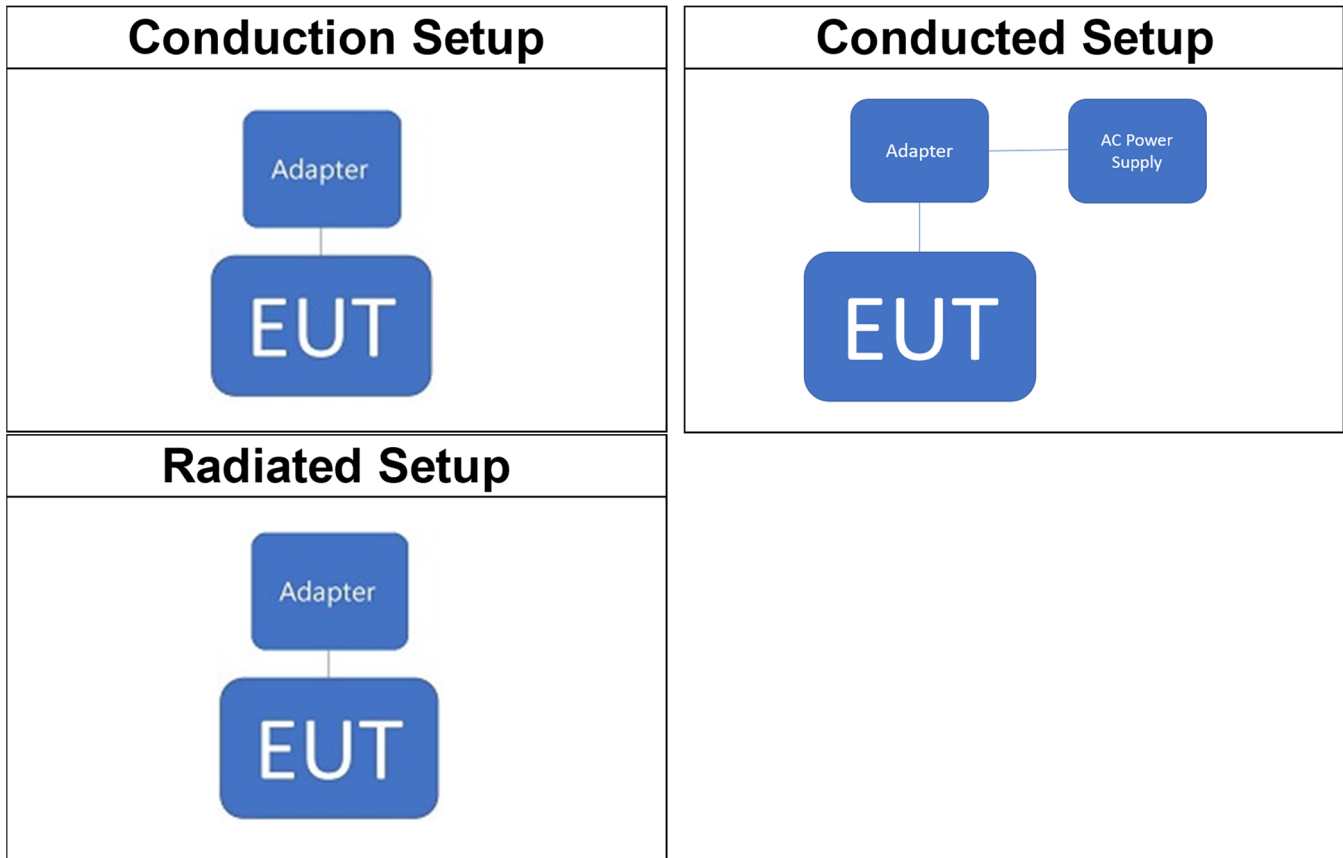 Conduction Setup
Adapter
EUT
Conducted Setup
Adapter
AC Power
Supply
EUT
Radiated Setup
Adapter
EUT